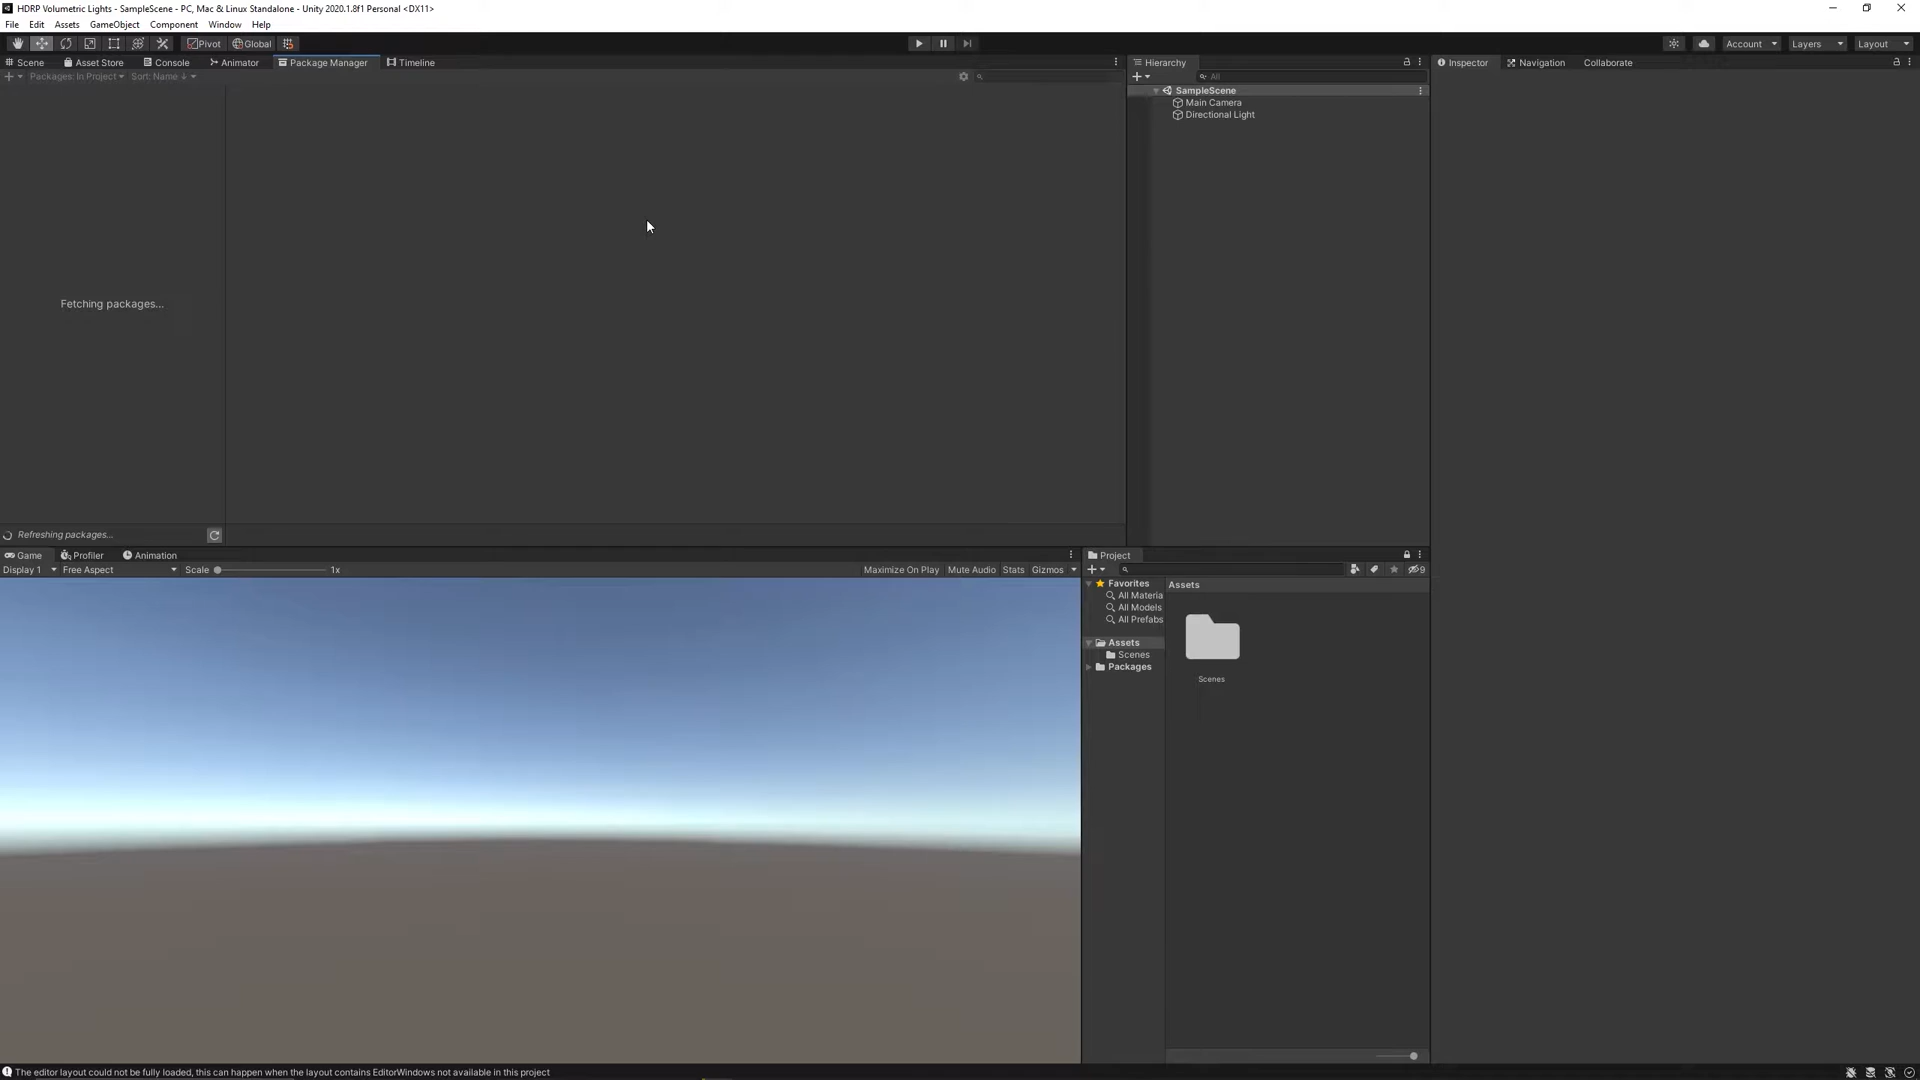 HDRP Volumetric Lights - SampleScene - PC, Mac & Linux Standalone - Unity 2020.1.8f1 Personal <DX11>
File Edit Assets GameObject Component Window Help
Pivot Global Account Layers Layout
Scene Asset Store Console Animator Package Manager Timeline
Packages: In Project Sort: Name ↓
Fetching packages...
Refreshing packages...
Hierarchy
All
SampleScene
Main Camera
Directional Light
Inspector Navigation Collaborate
Game Profiler Animation
Display 1 Free Aspect Scale 1x Maximize On Play Mute Audio Stats Gizmos
Project
9
Favorites
All Materia
All Models
All Prefabs
Assets
Scenes
Packages
Assets
Scenes
The editor layout could not be fully loaded, this can happen when the layout contains EditorWindows not available in this project